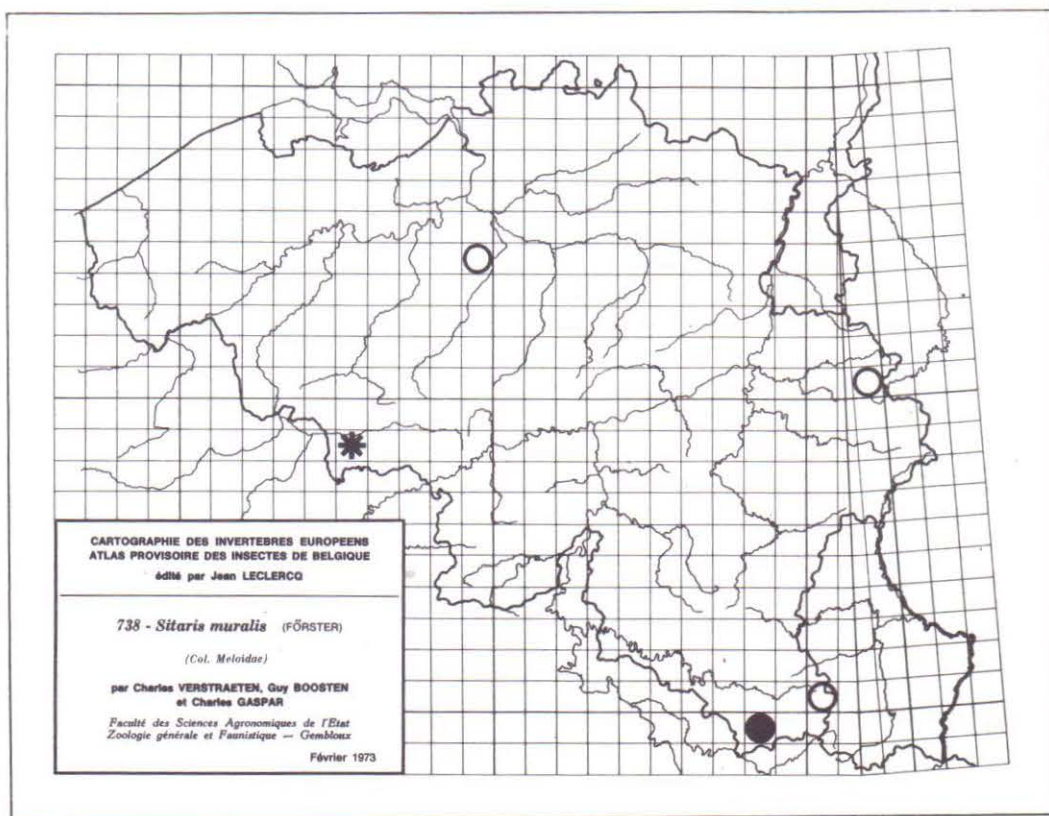 CARTOGRAPHIE DES INVERTEBRES EUROPEENS
ATLAS PROVISOIRE DES INSECTES DE BELGIQUE
édité par Jean LECLERCQ
738 - Sitaris muralis (FÖRSTER)
(Col. Meloidae)
par Charles VERSTRAETEN, Guy BOOSTEN
et Charles GASPAR
Faculté des Sciences Agronomiques de l'Etat
Zoologie générale et Faunistique — Gembloux
Février 1973